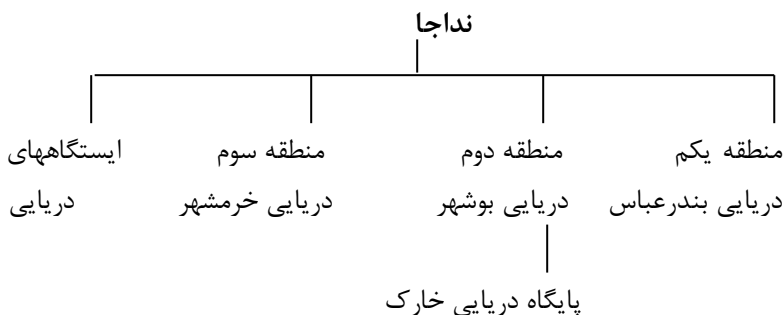 نداجا
منطقه یکم
دریایی بندرعباس
منطقه دوم
دریایی بوشهر
منطقه سوم
دریایی خرمشهر
ایستگاههای
دریایی
پایگاه دریایی خارک